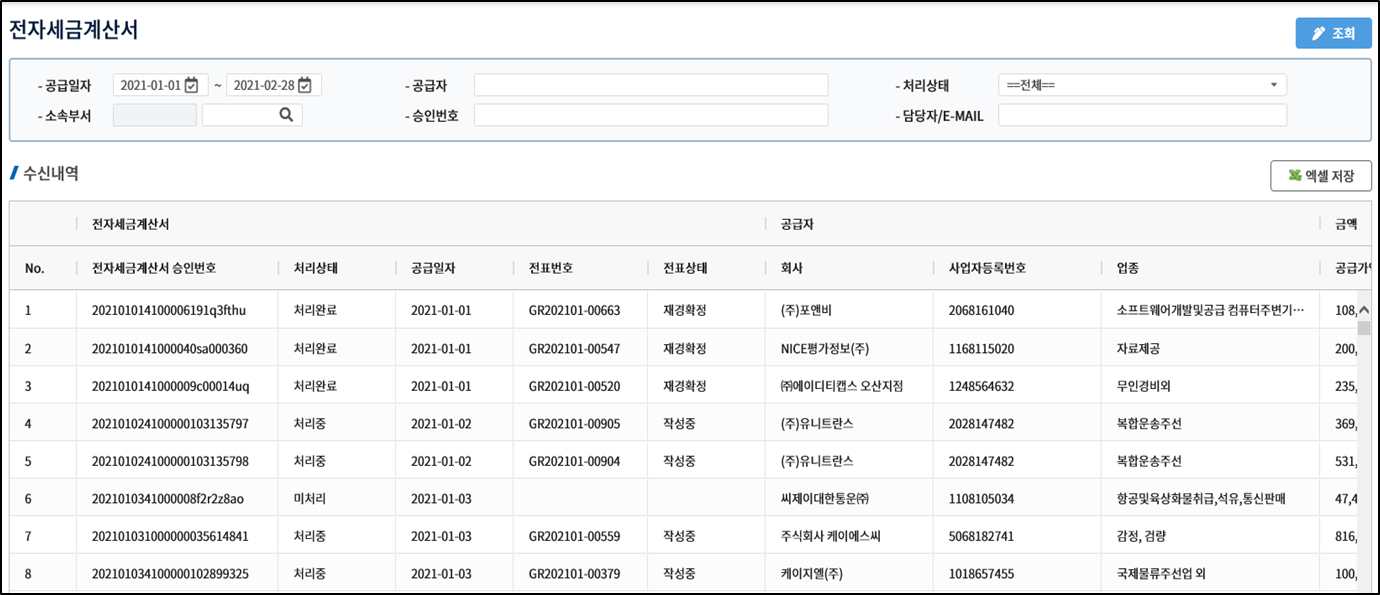 전자세금계산서
조회
- 공급일자 2021-01-01 ~ 2021-02-28 - 공급자 - 처리상태 ==전체==
- 소속부서 - 승인번호 - 담당자/E-MAIL
수신내역
엑셀 저장
전자세금계산서 공급자 금액
No. 전자세금계산서 승인번호 처리상태 공급일자 전표번호 전표상태 회사 사업자등록번호 업종 공급가
1 202101014100006191q3fthu 처리완료 2021-01-01 GR202101-00663 재경확정 (주)포앤비 2068161040 소프트웨어개발및공급 컴퓨터주변기⋯ 108,
2 2021010141000040sa000360 처리완료 2021-01-01 GR202101-00547 재경확정 NICE평가정보(주) 1168115020 자료제공 200,
3 2021010141000009c00014uq 처리완료 2021-01-01 GR202101-00520 재경확정 ㈜에이디티캡스 오산지점 1248564632 무인경비외 235,
4 202101024100000103135797 처리중 2021-01-02 GR202101-00905 작성중 (주)유니트란스 2028147482 복합운송주선 369,
5 202101024100000103135798 처리중 2021-01-02 GR202101-00904 작성중 (주)유니트란스 2028147482 복합운송주선 531,
6 2021010341000008f2r2z8ao 미처리 2021-01-03 씨제이대한통운㈜ 1108105034 항공및육상화물취급,석유,통신판매 47,4
7 202101031000000035614841 처리중 2021-01-03 GR202101-00559 작성중 주식회사 케이에스씨 5068182741 감정, 검량 816,
8 202101034100000102899325 처리중 2021-01-03 GR202101-00379 작성중 케이지엘(주) 1018657455 국제물류주선업 외 100,